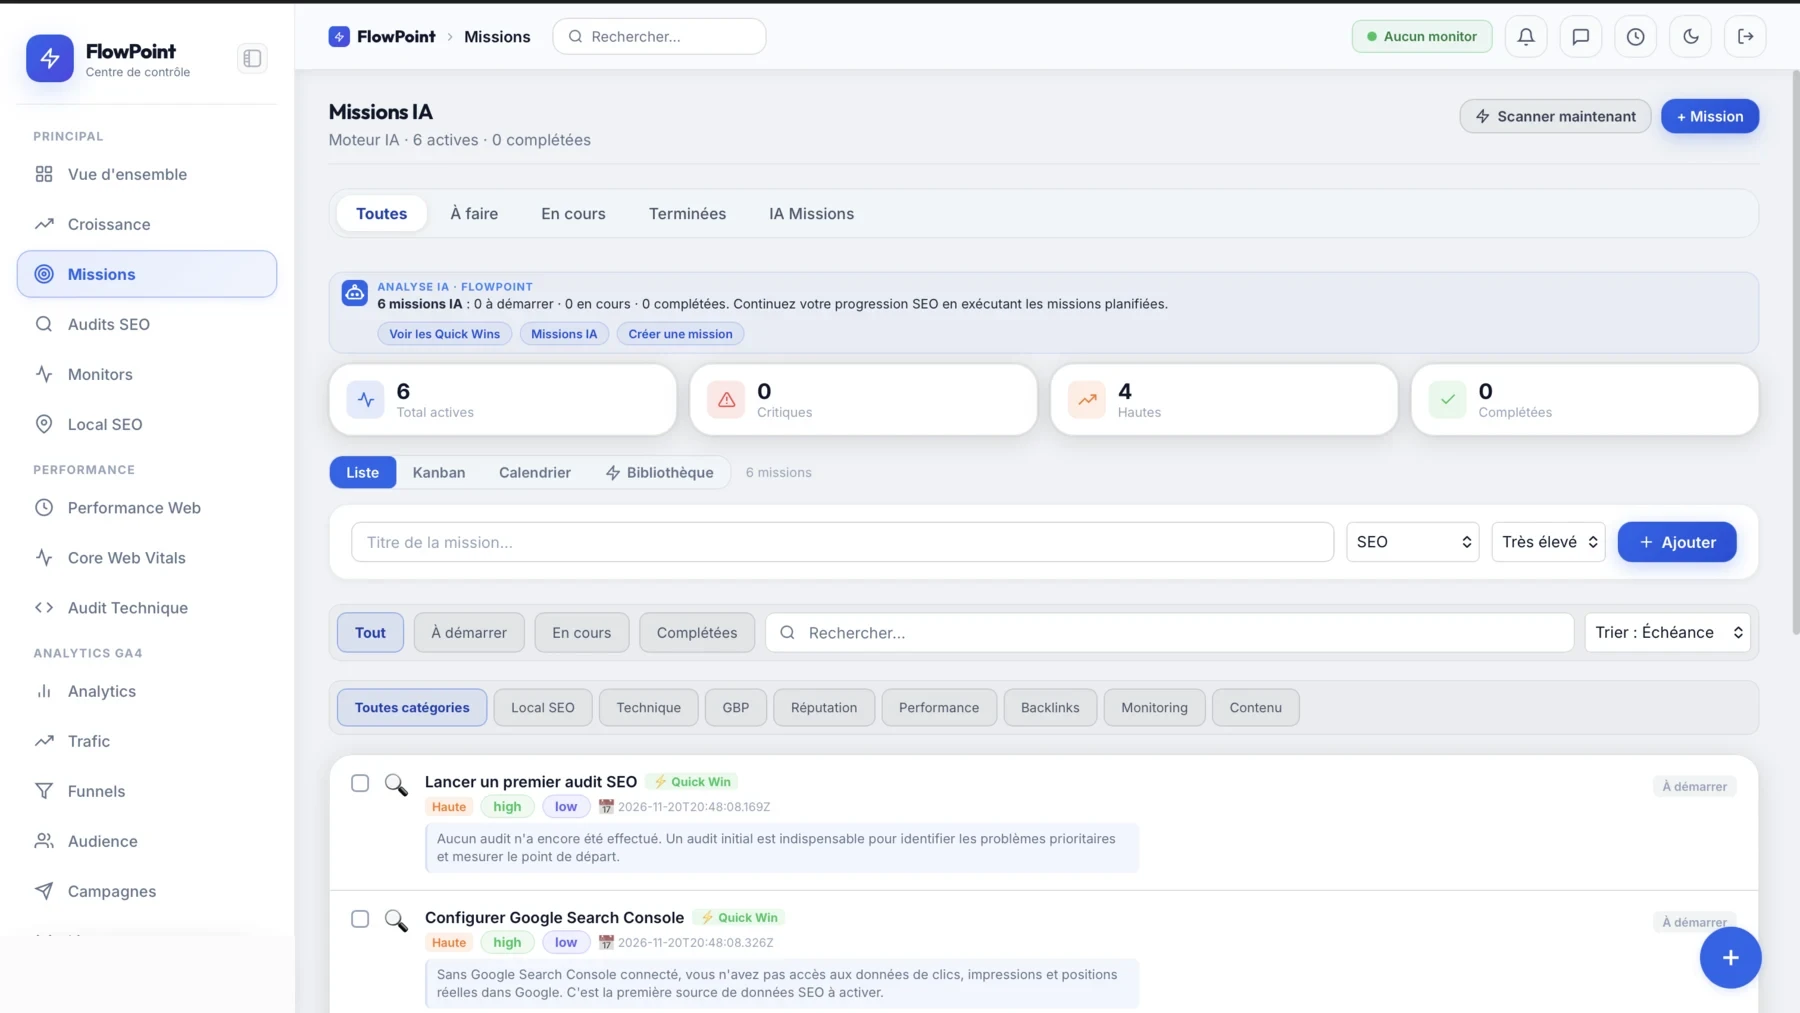 FlowPoint
Centre de contrôle
PRINCIPAL
Vue d'ensemble
Croissance
Missions
Audits SEO
Monitors
Local SEO
PERFORMANCE
Performance Web
Core Web Vitals
Audit Technique
ANALYTICS GA4
Analytics
Trafic
Funnels
Audience
Campagnes
FlowPoint › Missions
Rechercher...
Aucun monitor
Missions IA
Moteur IA · 6 actives · 0 complétées
Scanner maintenant
+ Mission
Toutes À faire En cours Terminées IA Missions
ANALYSE IA · FLOWPOINT
6 missions IA : 0 à démarrer · 0 en cours · 0 complétées. Continuez votre progression SEO en exécutant les missions planifiées.
Voir les Quick Wins Missions IA Créer une mission
6
Total actives
0
Critiques
4
Hautes
0
Complétées
Liste Kanban Calendrier Bibliothèque 6 missions
Titre de la mission...
SEO
Très élevé
+ Ajouter
Tout À démarrer En cours Complétées
Rechercher...
Trier : Échéance
Toutes catégories Local SEO Technique GBP Réputation Performance Backlinks Monitoring Contenu
Lancer un premier audit SEO ⚡ Quick Win
À démarrer
Haute high low 2026-11-20T20:48:08.169Z
Aucun audit n'a encore été effectué. Un audit initial est indispensable pour identifier les problèmes prioritaires
et mesurer le point de départ.
Configurer Google Search Console ⚡ Quick Win
À démarrer
Haute high low 2026-11-20T20:48:08.326Z
Sans Google Search Console connecté, vous n'avez pas accès aux données de clics, impressions et positions
réelles dans Google. C'est la première source de données SEO à activer.
+